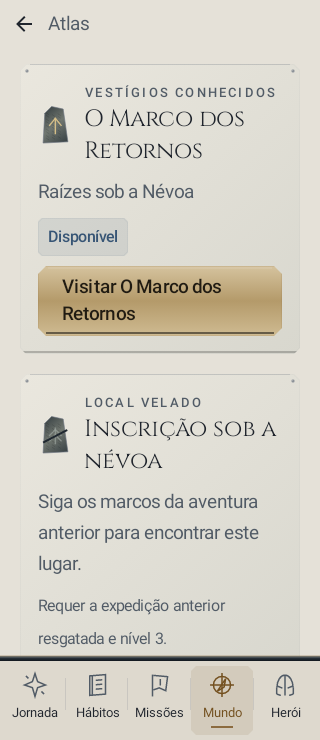 Atlas
VESTÍGIOS CONHECIDOS
O Marco dos
Retornos
Raízes sob a Névoa
Disponível
Visitar O Marco dos
Retornos
LOCAL VELADO
Inscrição sob a
névoa
Siga os marcos da aventura
anterior para encontrar este
lugar.
Requer a expedição anterior
resgatada e nível 3.
Jornada
Hábitos
Missões
Mundo
Herói